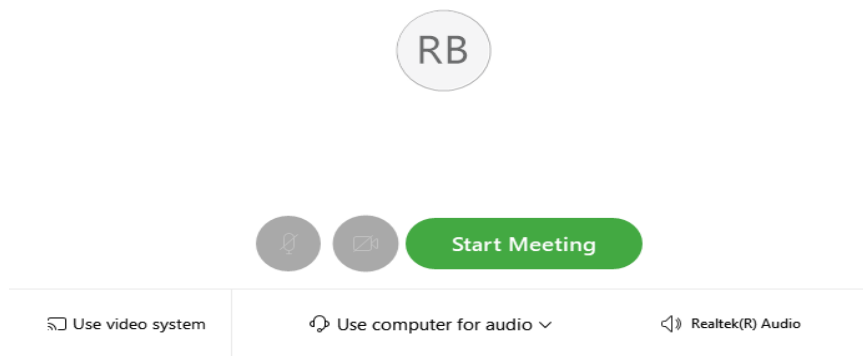 RB
Start Meeting
Use video system
Use computer for audio
Realtek(R) Audio